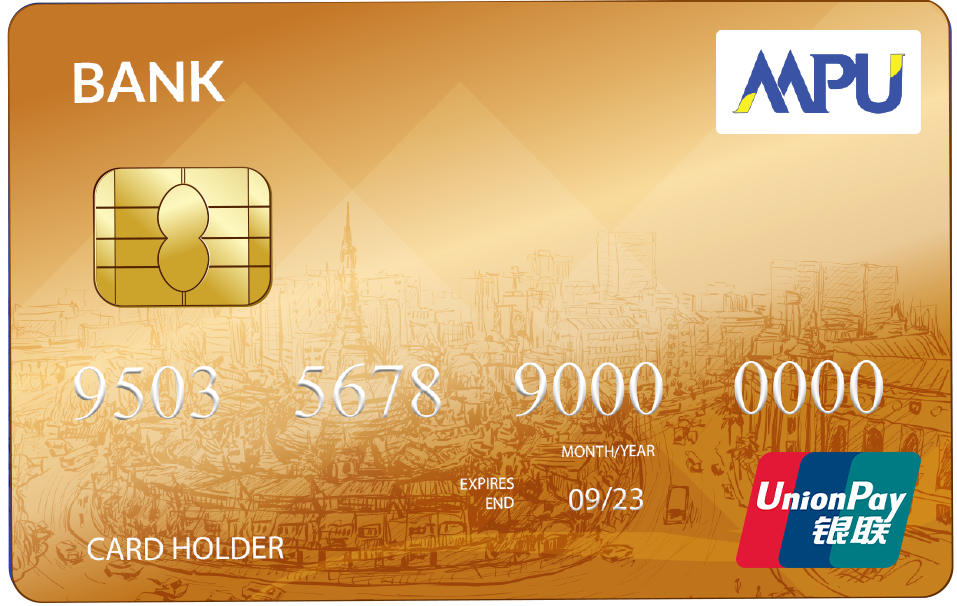 BANK
MPU
9503 5678 9000 0000
MONTH/YEAR
EXPIRES
END
09/23
UnionPay
银联
CARD HOLDER